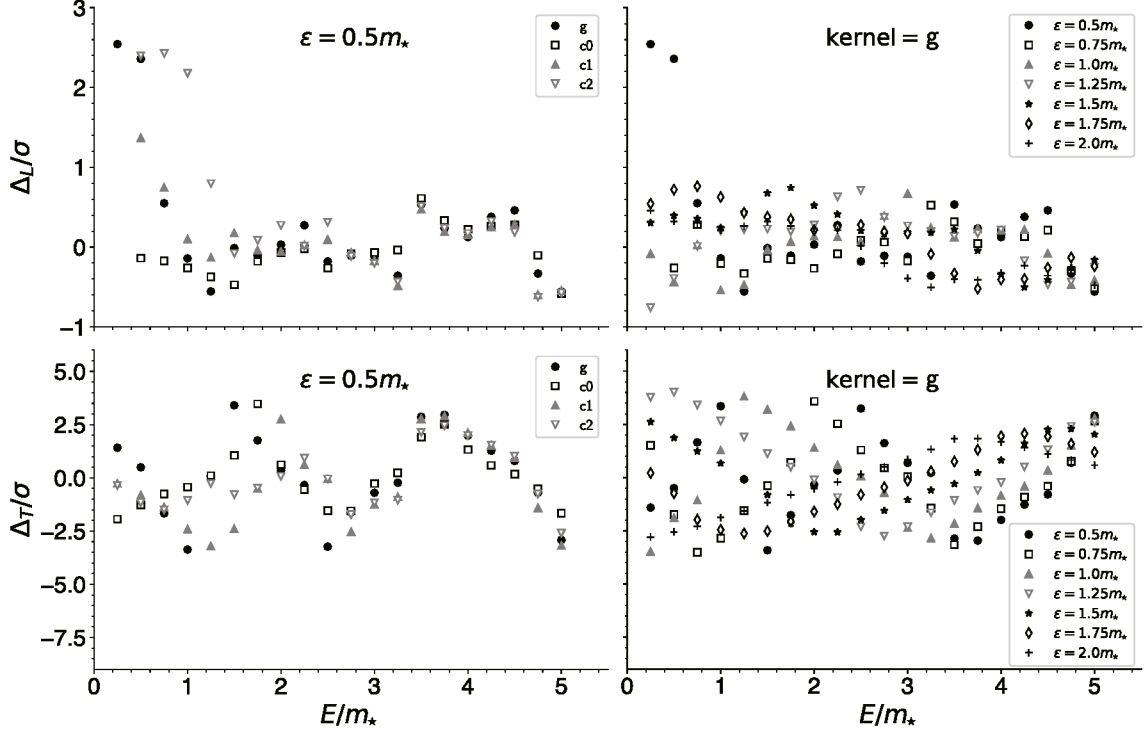 3
2
1
0
−1
Δ_L/σ
ε = 0.5m⋆
g
c0
c1
c2
kernel = g
ε = 0.5m⋆
ε = 0.75m⋆
ε = 1.0m⋆
ε = 1.25m⋆
ε = 1.5m⋆
ε = 1.75m⋆
ε = 2.0m⋆
5.0
2.5
0.0
−2.5
−5.0
−7.5
Δ_T/σ
ε = 0.5m⋆
g
c0
c1
c2
kernel = g
ε = 0.5m⋆
ε = 0.75m⋆
ε = 1.0m⋆
ε = 1.25m⋆
ε = 1.5m⋆
ε = 1.75m⋆
ε = 2.0m⋆
0 1 2 3 4 5
0 1 2 3 4 5
E/m⋆
E/m⋆